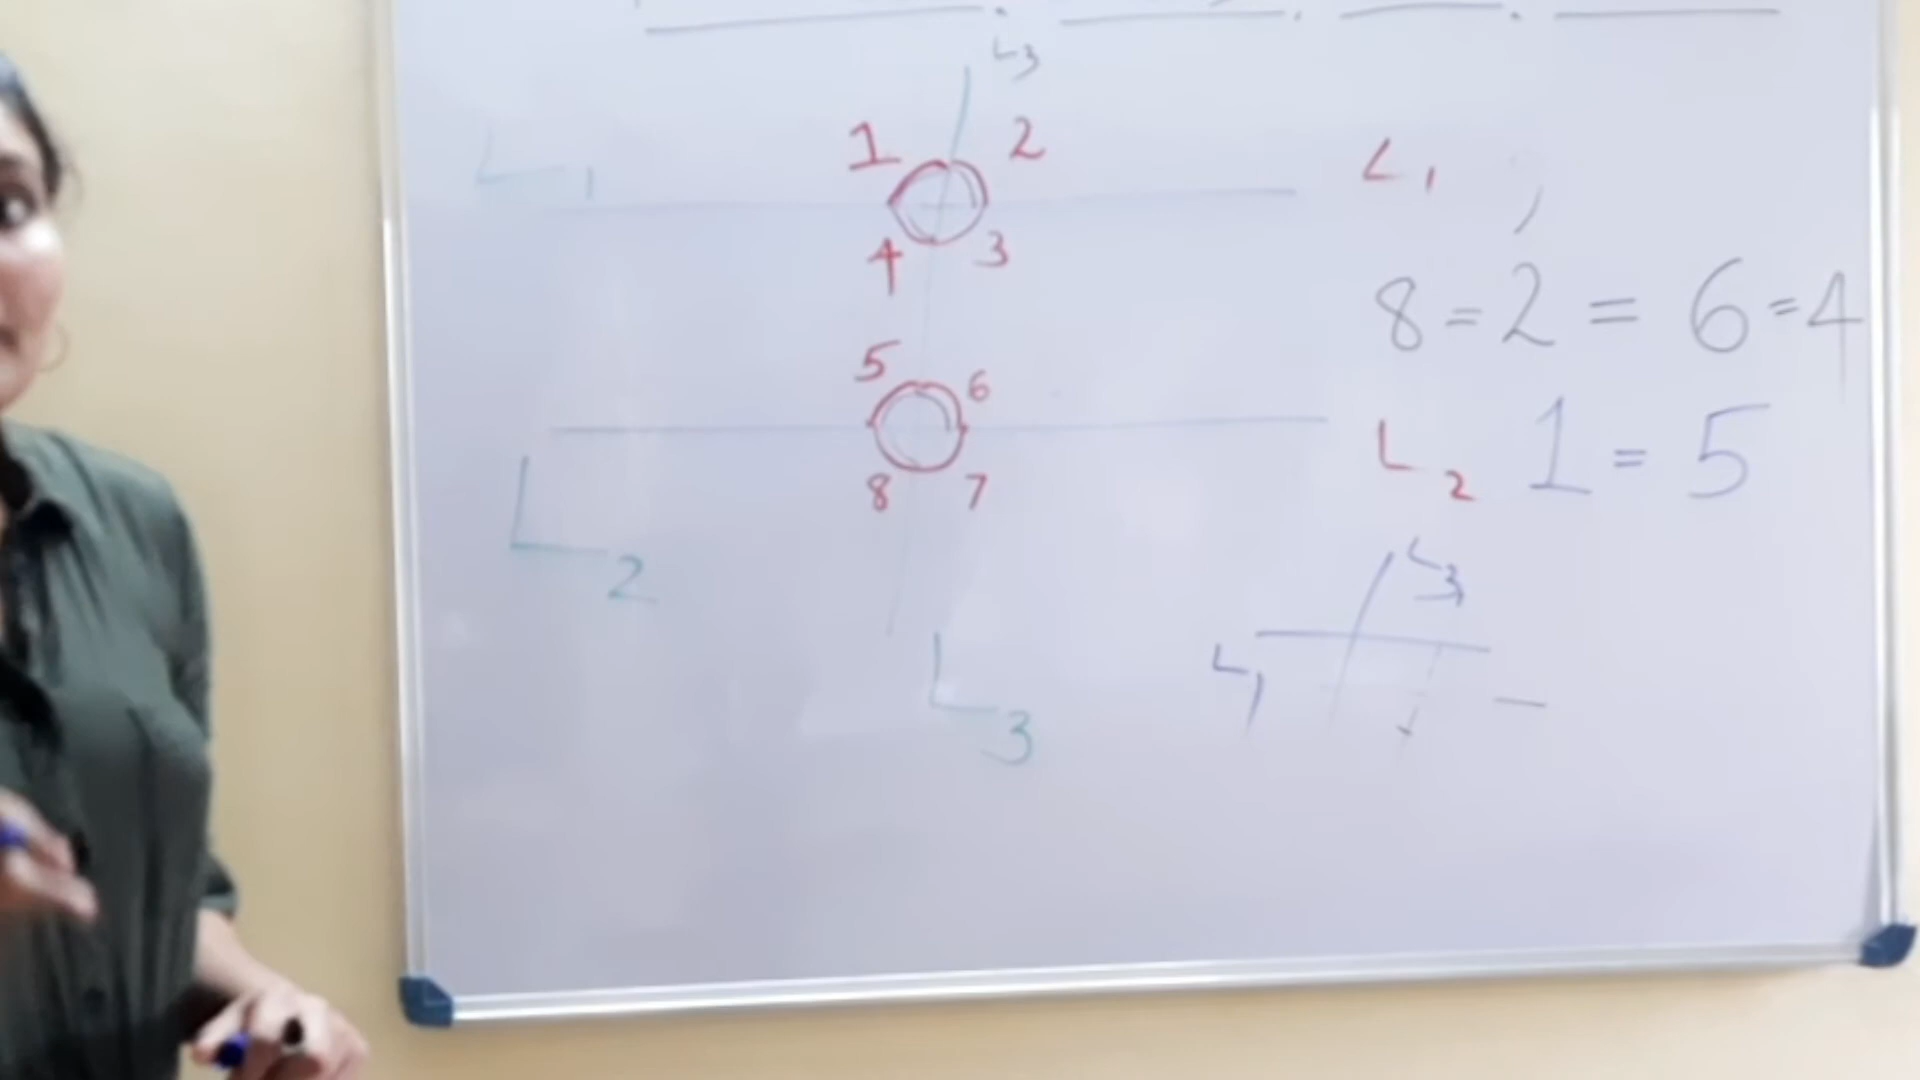 L3
1 2
L1 L1
4 3
8 = 2 = 6 = 4
5 6
L2 1 = 5
8 7
L2
L3
L1
L3